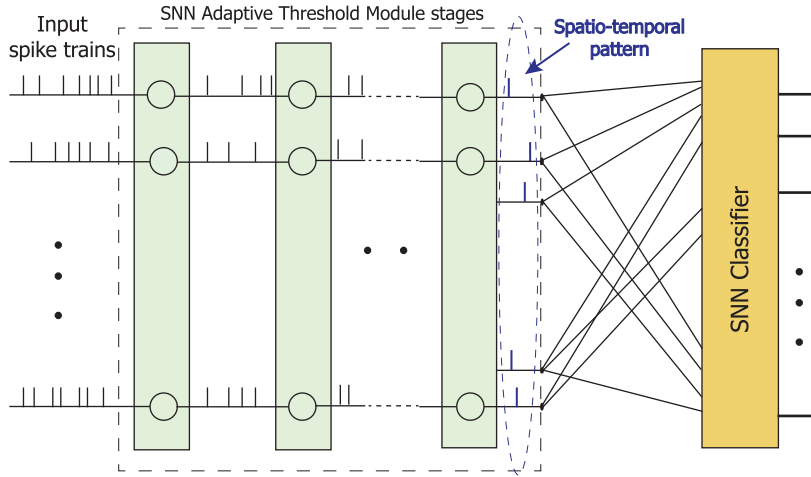 SNN Adaptive Threshold Module stages
Input
spike trains
Spatio-temporal
pattern
SNN Classifier